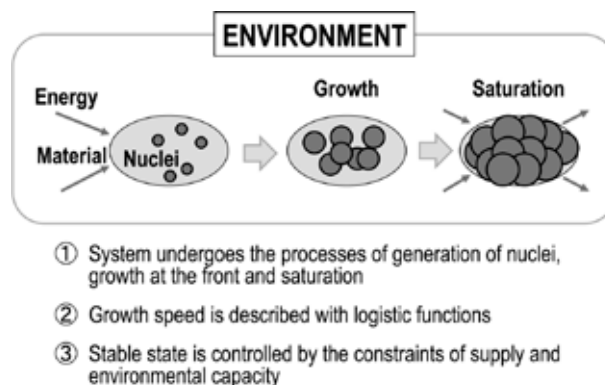 ENVIRONMENT
Energy
Growth
Saturation
Material
Nuclei
① System undergoes the processes of generation of nuclei,
growth at the front and saturation
② Growth speed is described with logistic functions
③ Stable state is controlled by the constraints of supply and
environmental capacity